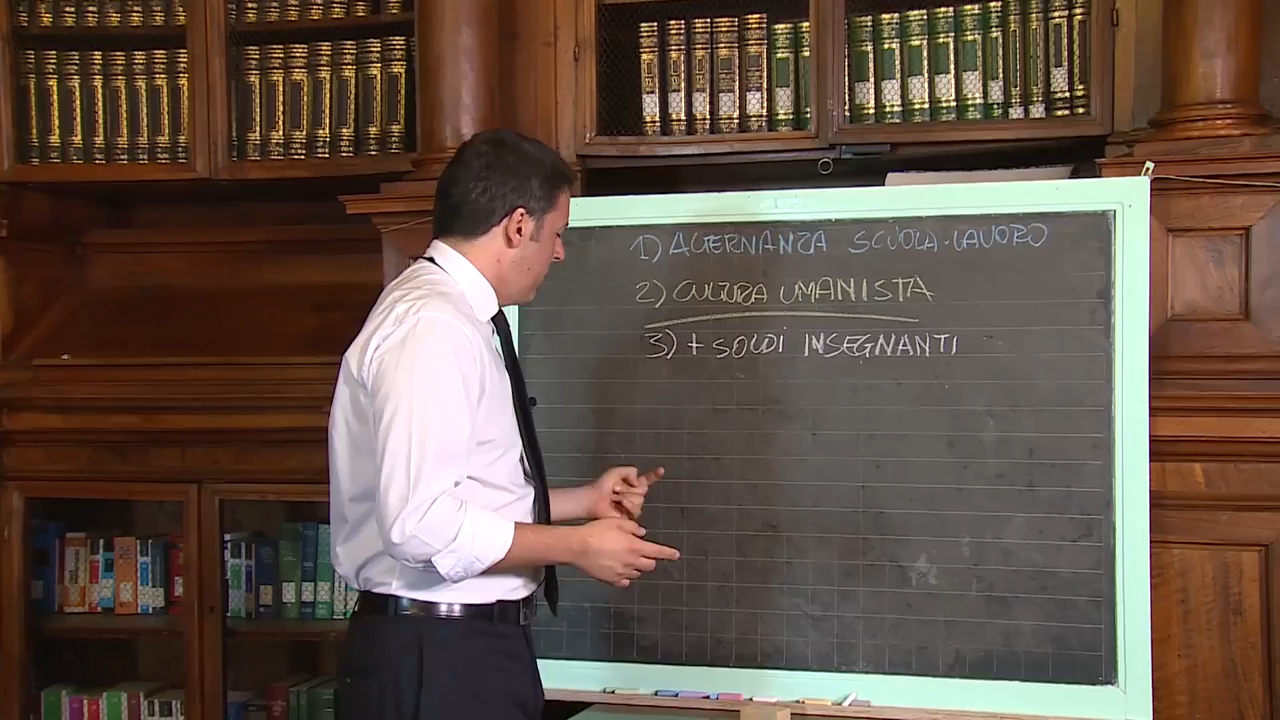 1) ALTERNANZA SCUOLA-LAVORO
2) CULTURA UMANISTA
3) + SOLDI INSEGNANTI